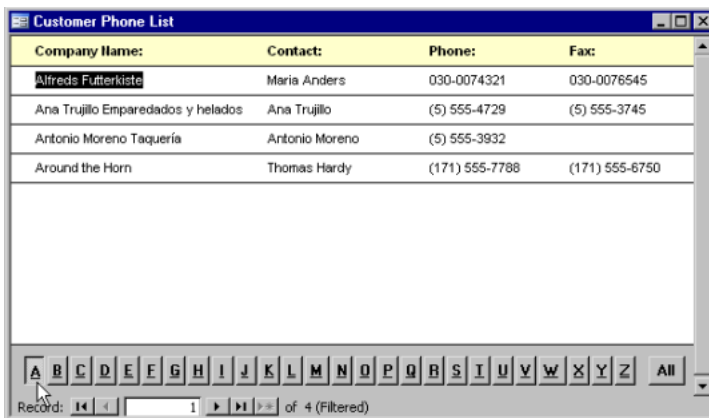 Customer Phone List
Company Name: Contact: Phone: Fax:
Alfreds Futterkiste Maria Anders 030-0074321 030-0076545
Ana Trujillo Emparedados y helados Ana Trujillo (5) 555-4729 (5) 555-3745
Antonio Moreno Taquería Antonio Moreno (5) 555-3932
Around the Horn Thomas Hardy (171) 555-7788 (171) 555-6750
A B C D E F G H I J K L M N O P Q R S T U V W X Y Z All
Record: 1 of 4 (Filtered)